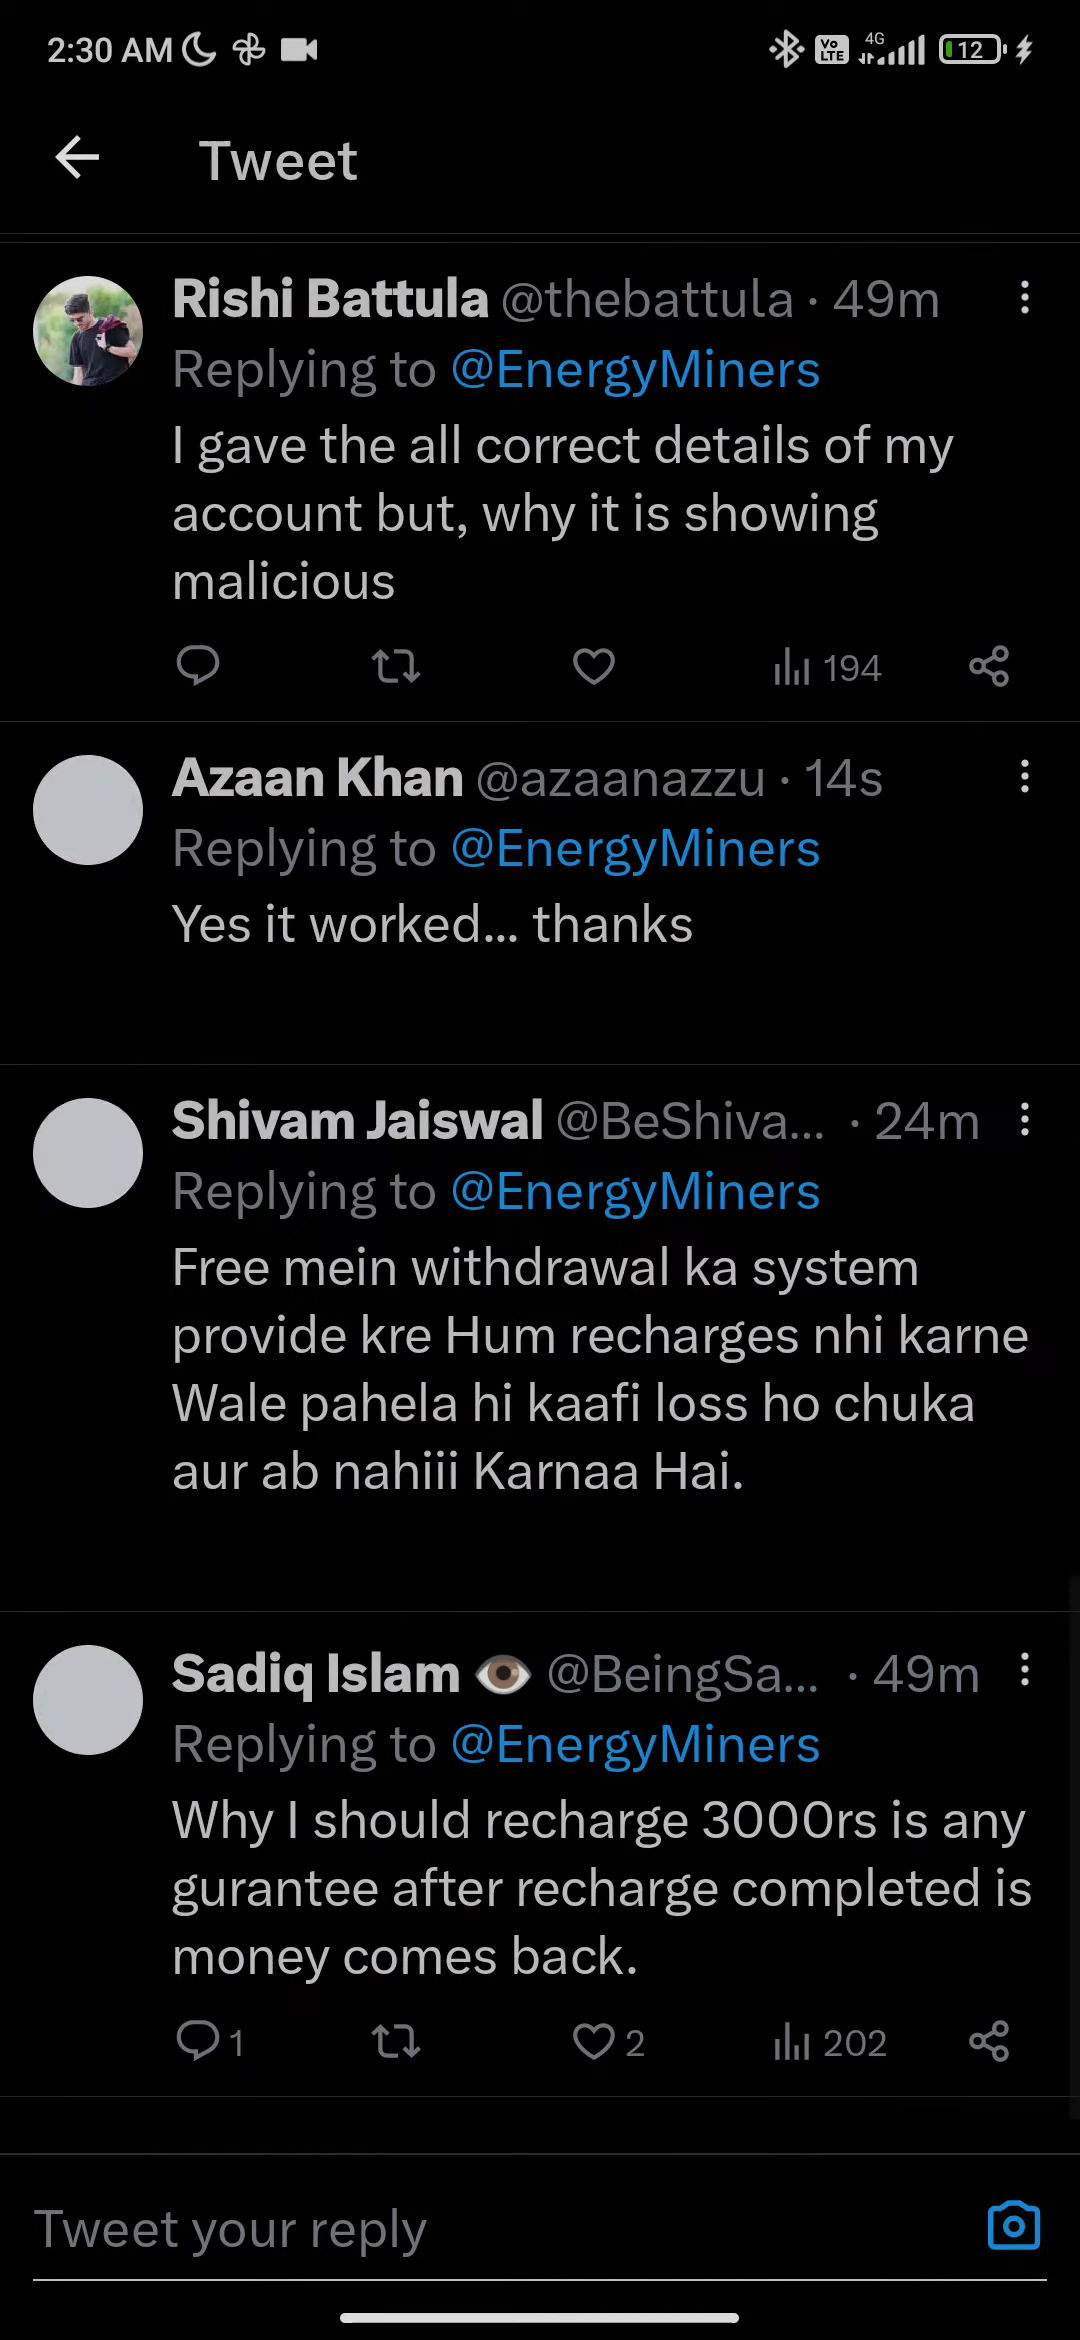 2:30 AM
Vo LTE 4G 12
Tweet
Rishi Battula @thebattula · 49m
Replying to @EnergyMiners
I gave the all correct details of my
account but, why it is showing
malicious
194
Azaan Khan @azaanazzu · 14s
Replying to @EnergyMiners
Yes it worked... thanks
Shivam Jaiswal @BeShiva... · 24m
Replying to @EnergyMiners
Free mein withdrawal ka system
provide kre Hum recharges nhi karne
Wale pahela hi kaafi loss ho chuka
aur ab nahiii Karnaa Hai.
Sadiq Islam 👁 @BeingSa... · 49m
Replying to @EnergyMiners
Why I should recharge 3000rs is any
gurantee after recharge completed is
money comes back.
1 2 202
Tweet your reply